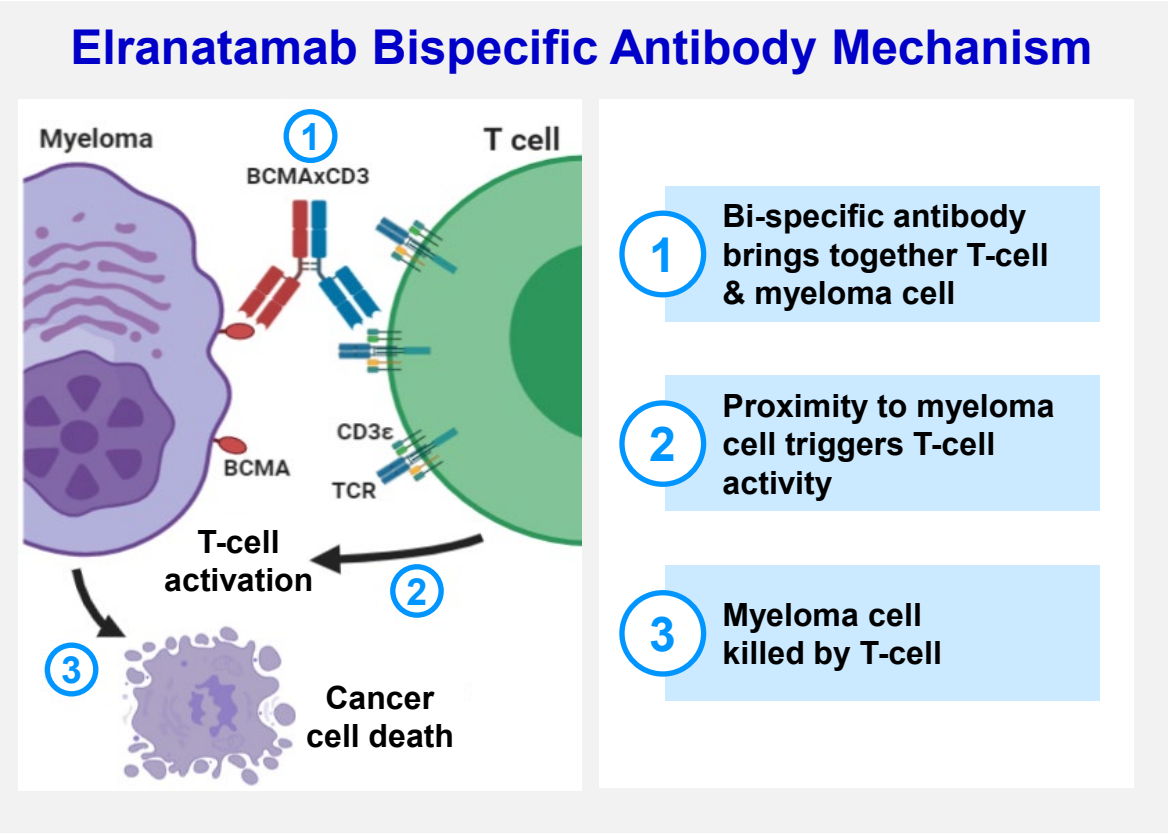 Elranatamab Bispecific Antibody Mechanism
Myeloma
1
T cell
BCMAxCD3
CD3ε
BCMA
TCR
T-cell
activation
2
3
Cancer
cell death
1
Bi-specific antibody
brings together T-cell
& myeloma cell
2
Proximity to myeloma
cell triggers T-cell
activity
3
Myeloma cell
killed by T-cell